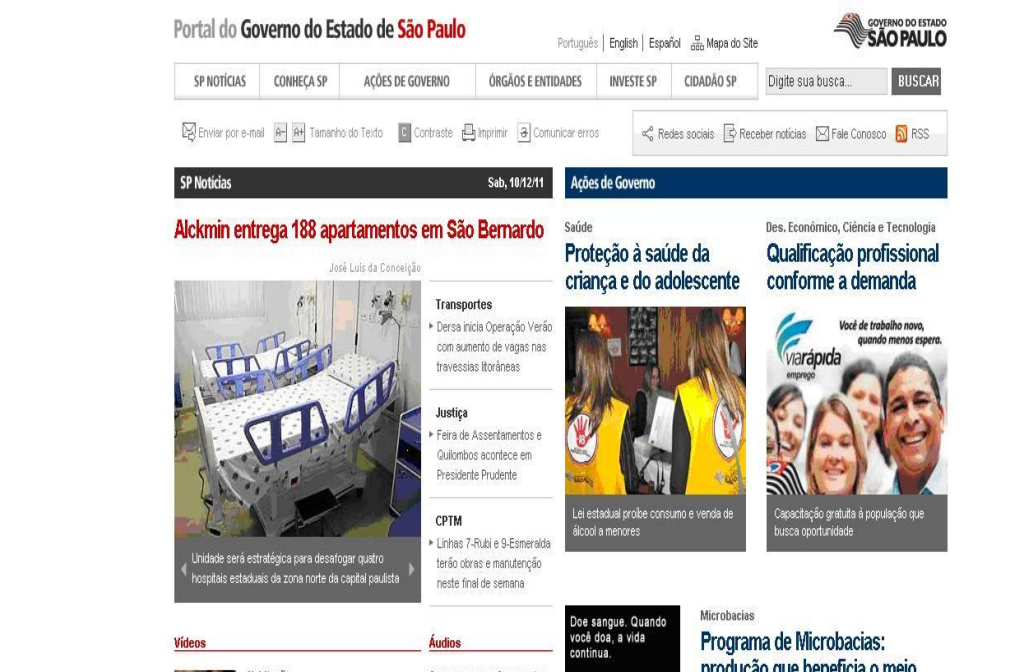 Portal do Governo do Estado de São Paulo
Português | English | Español Mapa do Site
GOVERNO DO ESTADO
SÃO PAULO
SP NOTÍCIAS
CONHEÇA SP
AÇÕES DE GOVERNO
ÓRGÃOS E ENTIDADES
INVESTE SP
CIDADÃO SP
Digite sua busca...
BUSCAR
Enviar por e-mail A- A+ Tamanho do Texto C Contraste Imprimir Comunicar erros
Redes sociais Receber notícias Fale Conosco RSS
SP Notícias
Sab, 10/12/11
Alckmin entrega 188 apartamentos em São Bernardo
José Luis da Conceição
Unidade será estratégica para desafogar quatro
hospitais estaduais da zona norte da capital paulista
Transportes
Dersa inicia Operação Verão
com aumento de vagas nas
travessias litorâneas
Justiça
Feira de Assentamentos e
Quilombos acontece em
Presidente Prudente
CPTM
Linhas 7-Rubi e 9-Esmeralda
terão obras e manutenção
neste final de semana
Vídeos
Áudios
Ações de Governo
Saúde
Proteção à saúde da
criança e do adolescente
18
Lei estadual proíbe consumo e venda de
álcool a menores
Des. Econômico, Ciência e Tecnologia
Qualificação profissional
conforme a demanda
Você de trabalho novo,
quando menos espera.
viarápida
emprego
Capacitação gratuita à população que
busca oportunidade
Doe sangue. Quando
você doa, a vida
continua.
Microbacias
Programa de Microbacias:
produção que beneficia o meio